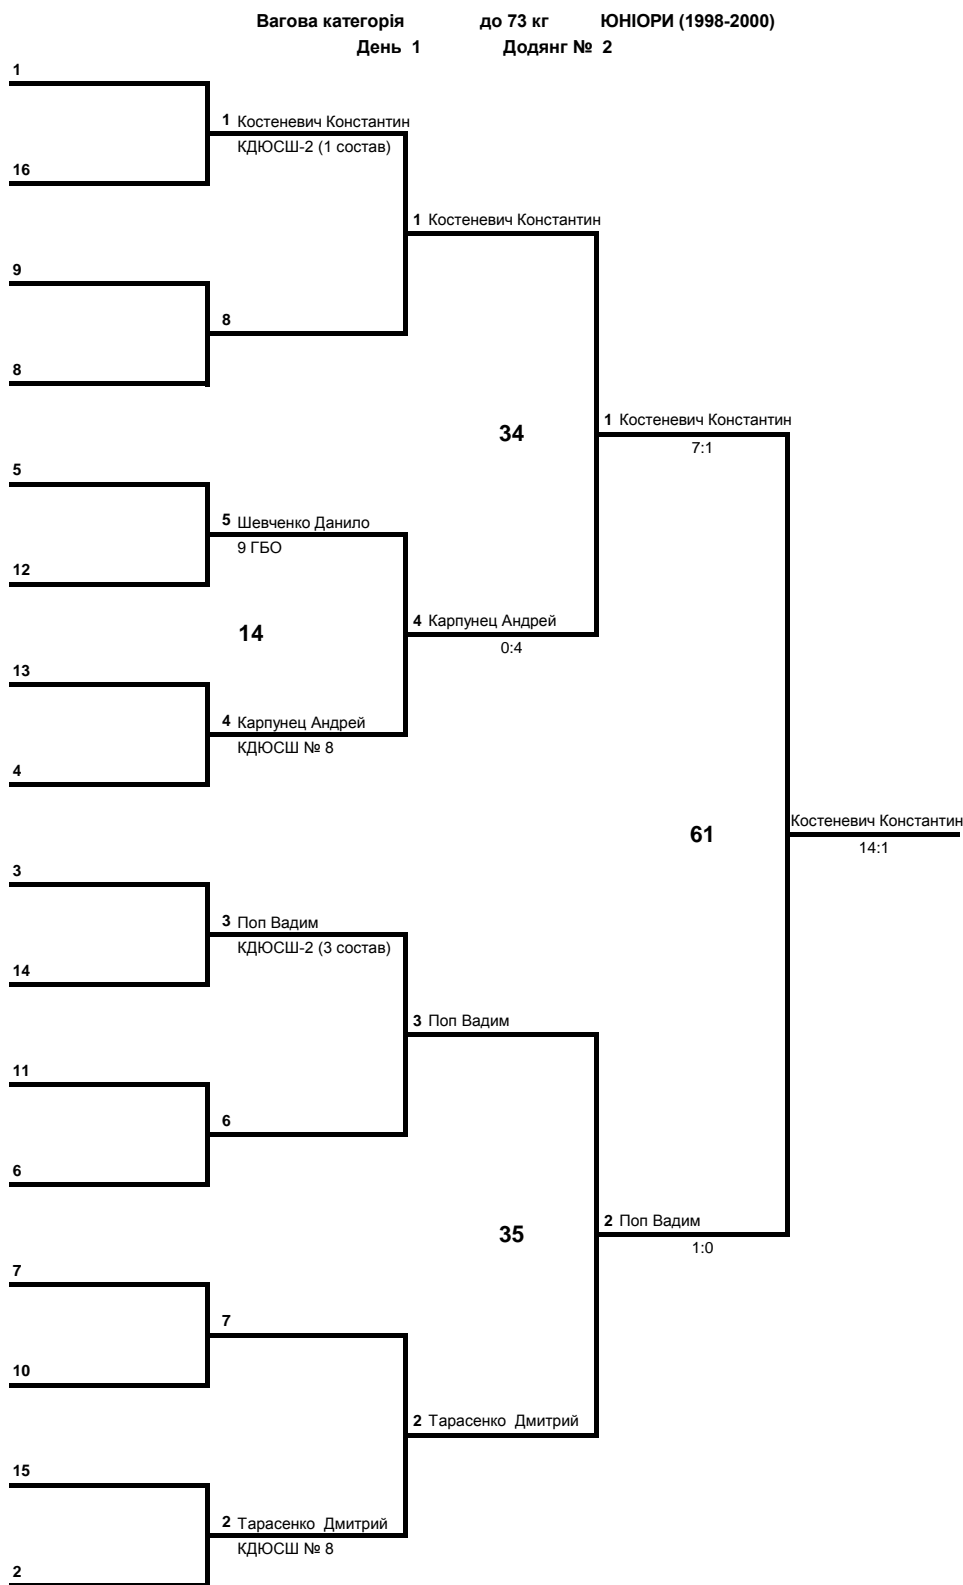 Вагова категорія до 73 кг ЮНІОРИ (1998-2000)
День 1 Додянг № 2
1
1 Костеневич Константин
КДЮСШ-2 (1 состав)
16
1 Костеневич Константин
9
8
8
1 Костеневич Константин
34
7:1
5
5 Шевченко Данило
9 ГБО
12
4 Карпунец Андрей
14
0:4
13
4 Карпунец Андрей
КДЮСШ № 8
4
Костеневич Константин
61
14:1
3
3 Поп Вадим
КДЮСШ-2 (3 состав)
14
3 Поп Вадим
11
6
6
2 Поп Вадим
35
1:0
7
7
10
2 Тарасенко Дмитрий
15
2 Тарасенко Дмитрий
КДЮСШ № 8
2